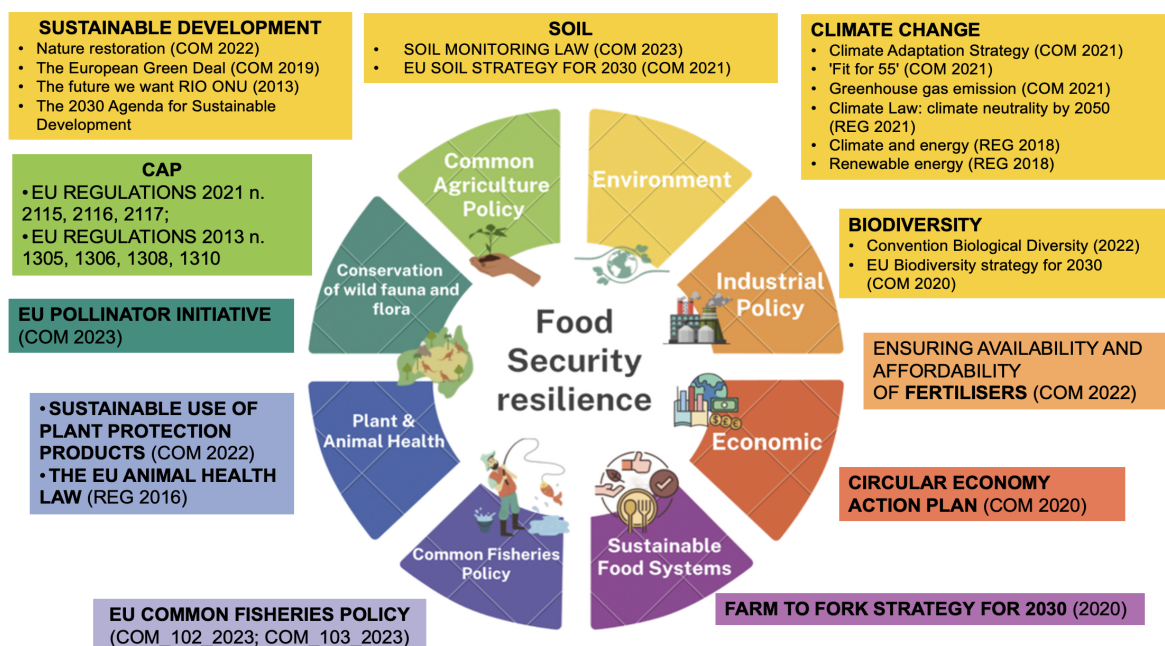 SUSTAINABLE DEVELOPMENT
• Nature restoration (COM 2022)
• The European Green Deal (COM 2019)
• The future we want RIO ONU (2013)
• The 2030 Agenda for Sustainable
Development
SOIL
• SOIL MONITORING LAW (COM 2023)
• EU SOIL STRATEGY FOR 2030 (COM 2021)
CLIMATE CHANGE
• Climate Adaptation Strategy (COM 2021)
• 'Fit for 55' (COM 2021)
• Greenhouse gas emission (COM 2021)
• Climate Law: climate neutrality by 2050
(REG 2021)
• Climate and energy (REG 2018)
• Renewable energy (REG 2018)
CAP
• EU REGULATIONS 2021 n.
2115, 2116, 2117;
• EU REGULATIONS 2013 n.
1305, 1306, 1308, 1310
BIODIVERSITY
• Convention Biological Diversity (2022)
• EU Biodiversity strategy for 2030
(COM 2020)
EU POLLINATOR INITIATIVE
(COM 2023)
ENSURING AVAILABILITY AND
AFFORDABILITY
OF FERTILISERS (COM 2022)
• SUSTAINABLE USE OF
PLANT PROTECTION
PRODUCTS (COM 2022)
• THE EU ANIMAL HEALTH
LAW (REG 2016)
CIRCULAR ECONOMY
ACTION PLAN (COM 2020)
EU COMMON FISHERIES POLICY
(COM_102_2023; COM_103_2023)
FARM TO FORK STRATEGY FOR 2030 (2020)
Common
Agriculture
Policy
Environment
Conservation
of wild fauna and
flora
Industrial
Policy
Food
Security
resilience
Plant &
Animal Health
Economic
Common Fisheries
Policy
Sustainable
Food Systems